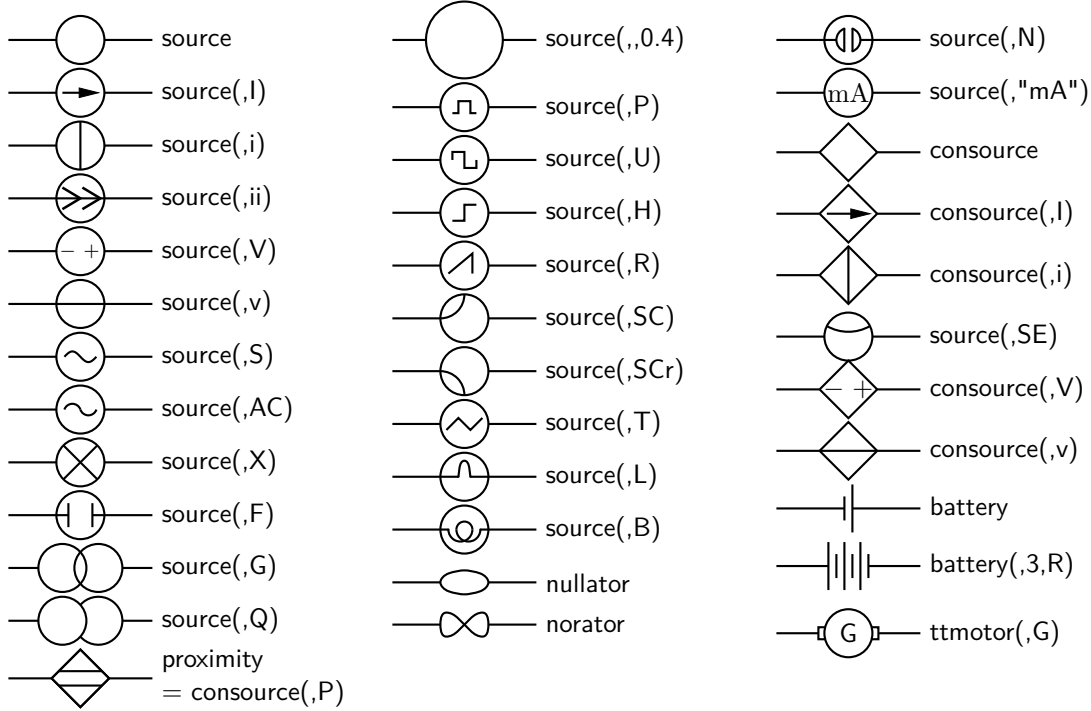 source
source(,I)
source(,i)
source(,ii)
− +
source(,V)
source(,v)
source(,S)
source(,AC)
source(,X)
source(,F)
source(,G)
source(,Q)
proximity
= consource(,P)
source(,,0.4)
source(,P)
source(,U)
source(,H)
source(,R)
source(,SC)
source(,SCr)
source(,T)
source(,L)
source(,B)
nullator
norator
source(,N)
mA
source(,"mA")
consource
consource(,I)
consource(,i)
source(,SE)
− +
consource(,V)
consource(,v)
battery
battery(,3,R)
G
ttmotor(,G)